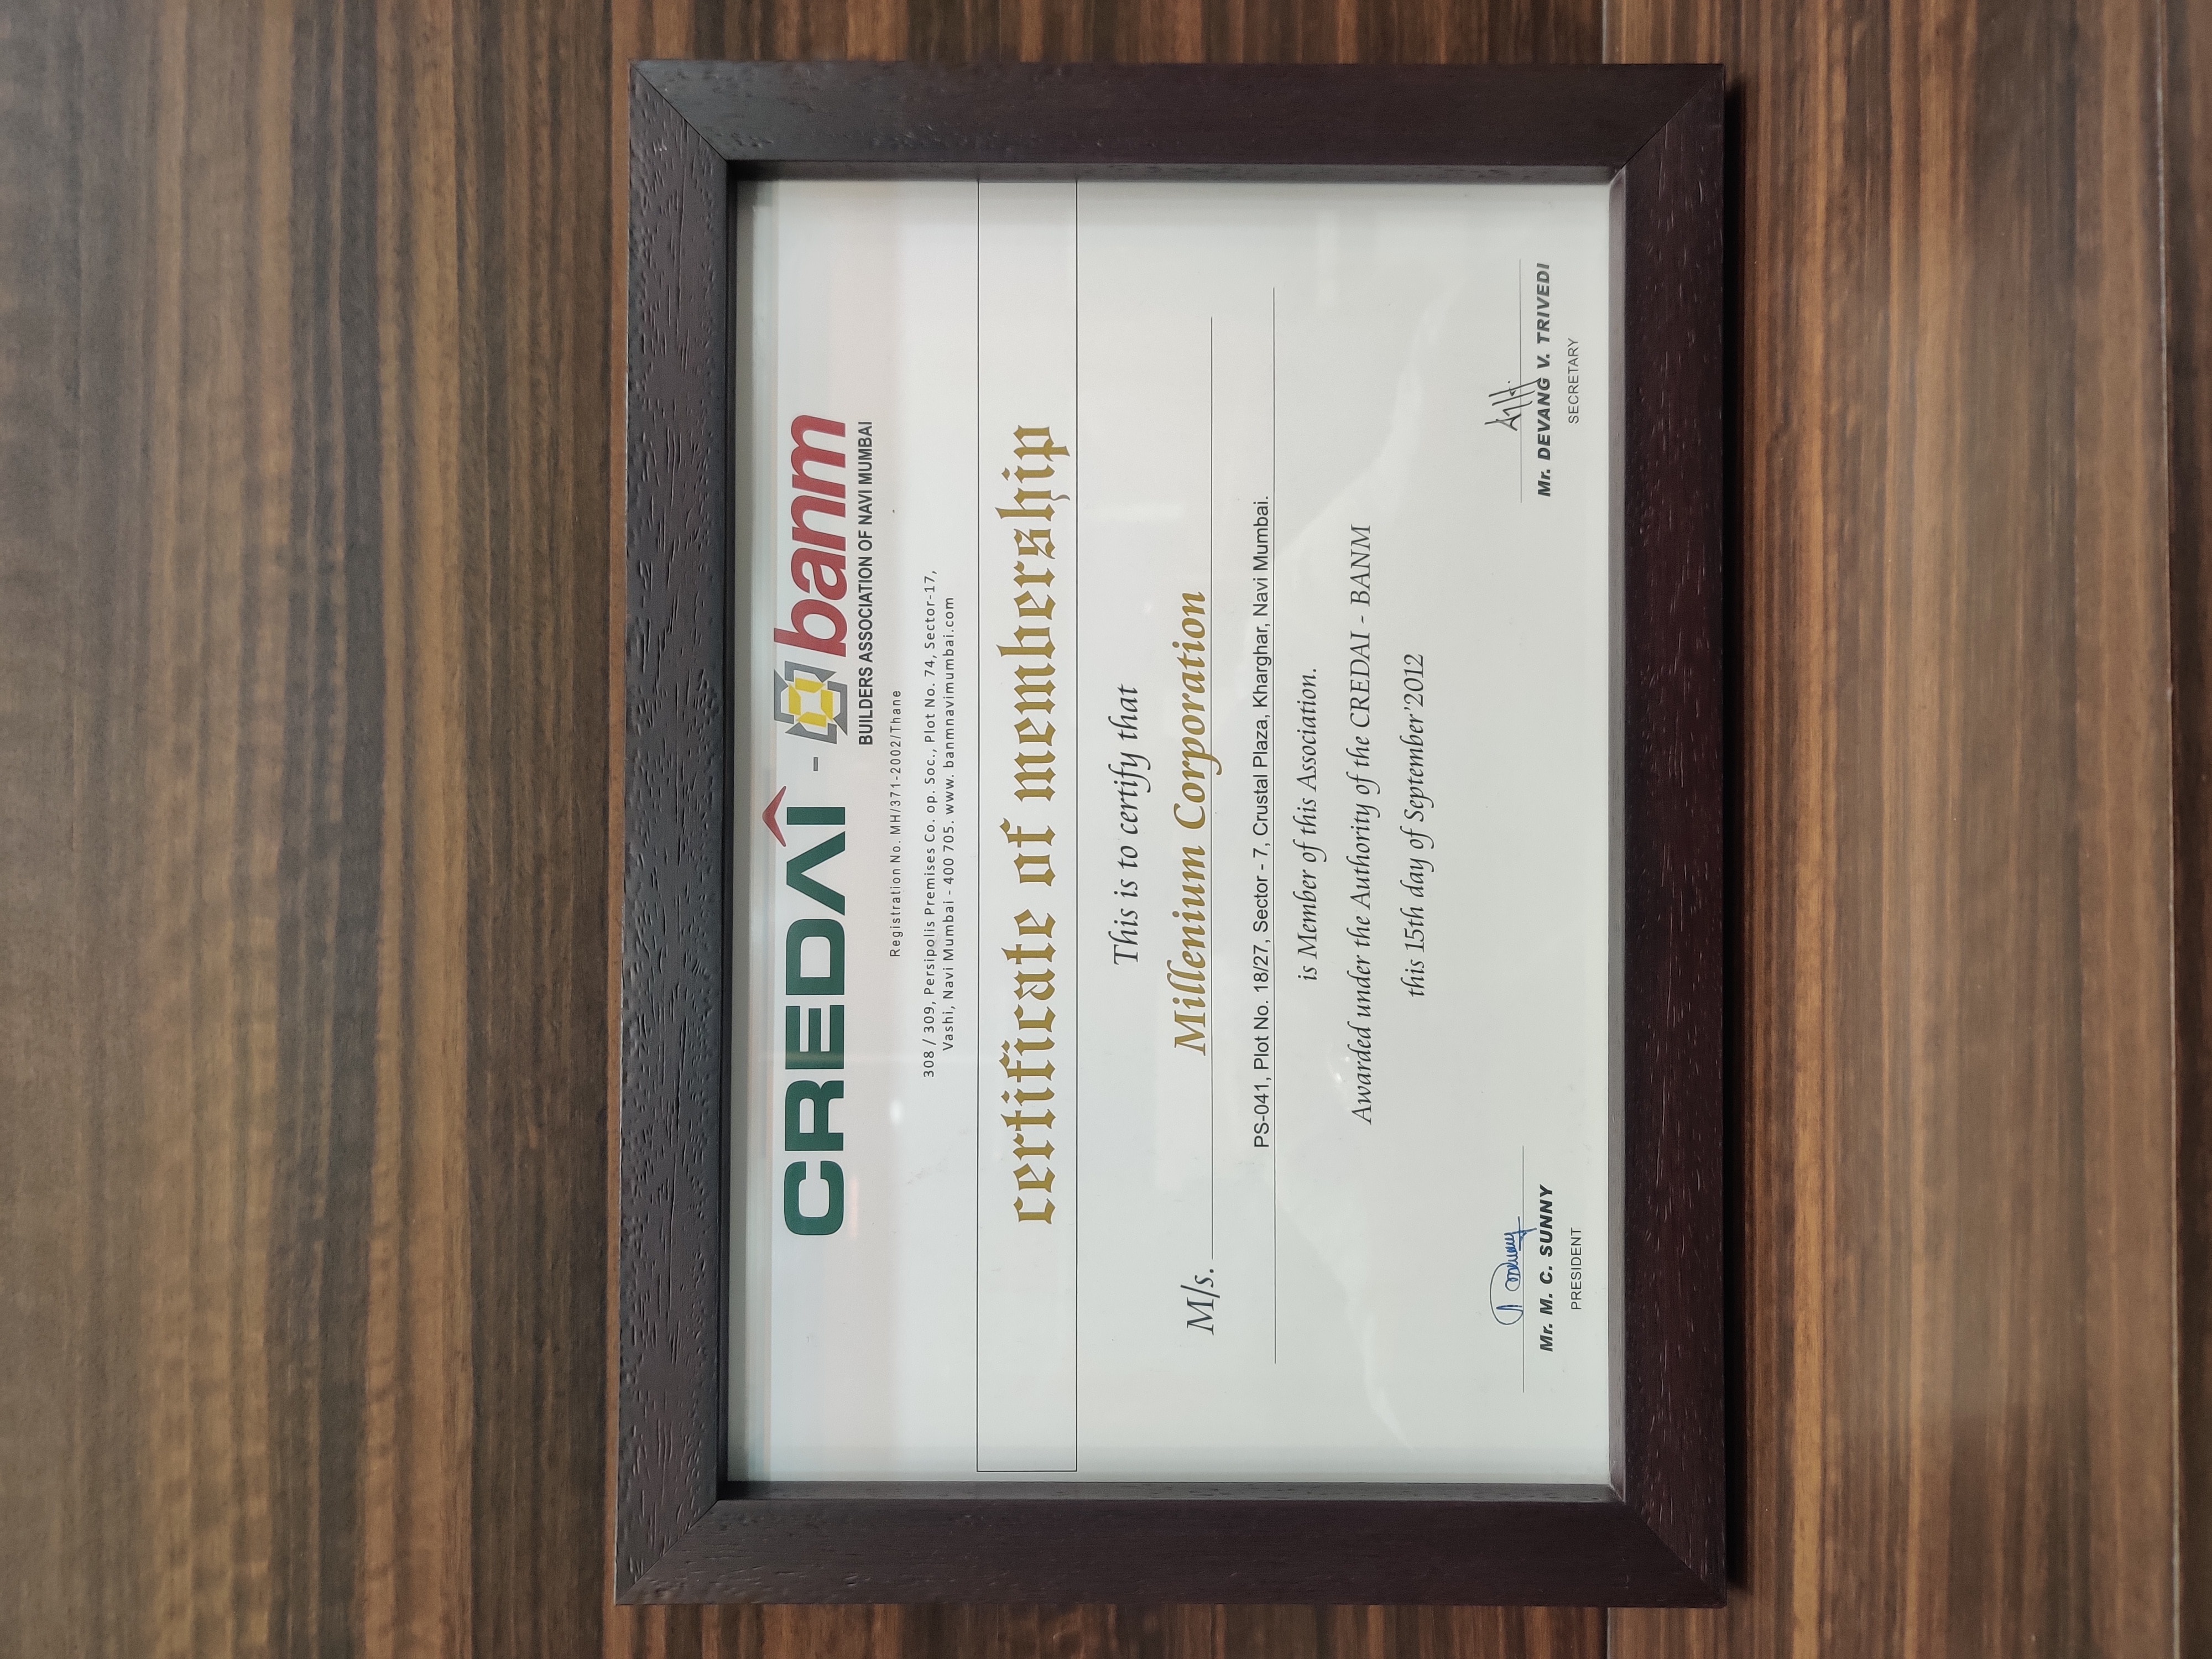 CREDAI - banm
BUILDERS ASSOCIATION OF NAVI MUMBAI
Registration No. MH/371-2002/Thane
308 / 309, Persipolis Premises Co. op. Soc., Plot No. 74, Sector-17,
Vashi, Navi Mumbai - 400 705. www. banmnavimumbai.com
certificate of membership
This is to certify that
M/s. Millenium Corporation
PS-041, Plot No. 18/27, Sector - 7, Crustal Plaza, Kharghar, Navi Mumbai.
is Member of this Association.
Awarded under the Authority of the CREDAI - BANM
this 15th day of September'2012
Mr. M. C. SUNNY
PRESIDENT
Mr. DEVANG V. TRIVEDI
SECRETARY